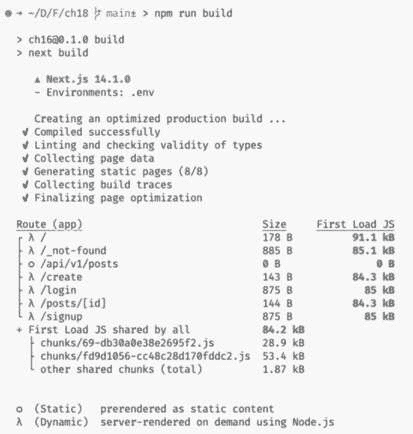 ● → ~/D/F/ch18 ᚠ main± > npm run build
> ch16@0.1.0 build
> next build
▲ Next.js 14.1.0
- Environments: .env
Creating an optimized production build ...
✓ Compiled successfully
✓ Linting and checking validity of types
✓ Collecting page data
✓ Generating static pages (8/8)
✓ Collecting build traces
✓ Finalizing page optimization
Route (app) Size First Load JS
┌ λ / 178 B 91.1 kB
├ λ /_not-found 885 B 85.1 kB
├ ○ /api/v1/posts 0 B 0 B
├ λ /create 143 B 84.3 kB
├ λ /login 875 B 85 kB
├ λ /posts/[id] 144 B 84.3 kB
└ λ /signup 875 B 85 kB
+ First Load JS shared by all 84.2 kB
├ chunks/69-db30a0e38e2695f2.js 28.9 kB
├ chunks/fd9d1056-cc48c28d170fddc2.js 53.4 kB
└ other shared chunks (total) 1.87 kB
○ (Static) prerendered as static content
λ (Dynamic) server-rendered on demand using Node.js